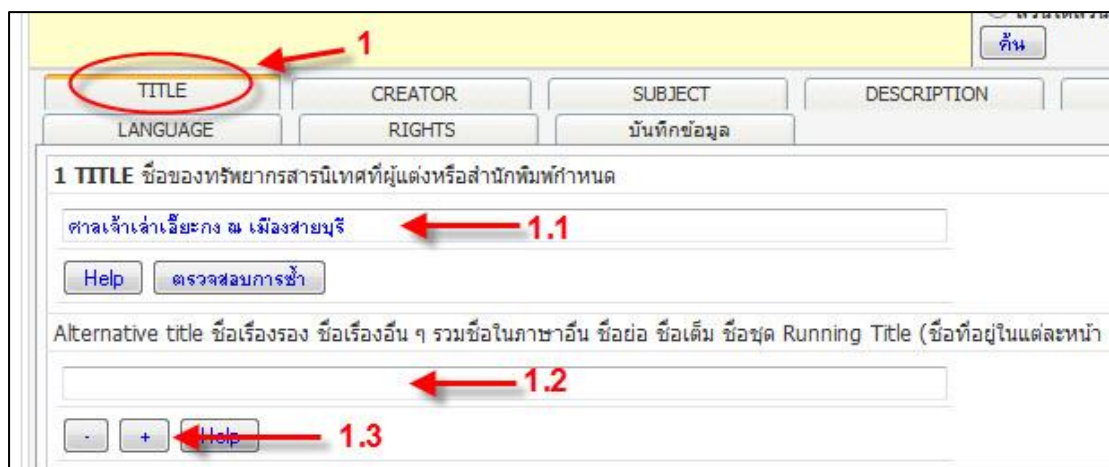 ค้น
1
TITLE CREATOR SUBJECT DESCRIPTION
LANGUAGE RIGHTS บันทึกข้อมูล
1 TITLE ชื่อของทรัพยากรสารนิเทศที่ผู้แต่งหรือสำนักพิมพ์กำหนด
ศาลเจ้าเล่าเอี๊ยะกง ณ เมืองสายบุรี 1.1
Help ตรวจสอบการซ้ำ
Alternative title ชื่อเรื่องรอง ชื่อเรื่องอื่น ๆ รวมชื่อในภาษาอื่น ชื่อย่อ ชื่อเต็ม ชื่อชุด Running Title (ชื่อที่อยู่ในแต่ละหน้า
1.2
- + Help 1.3